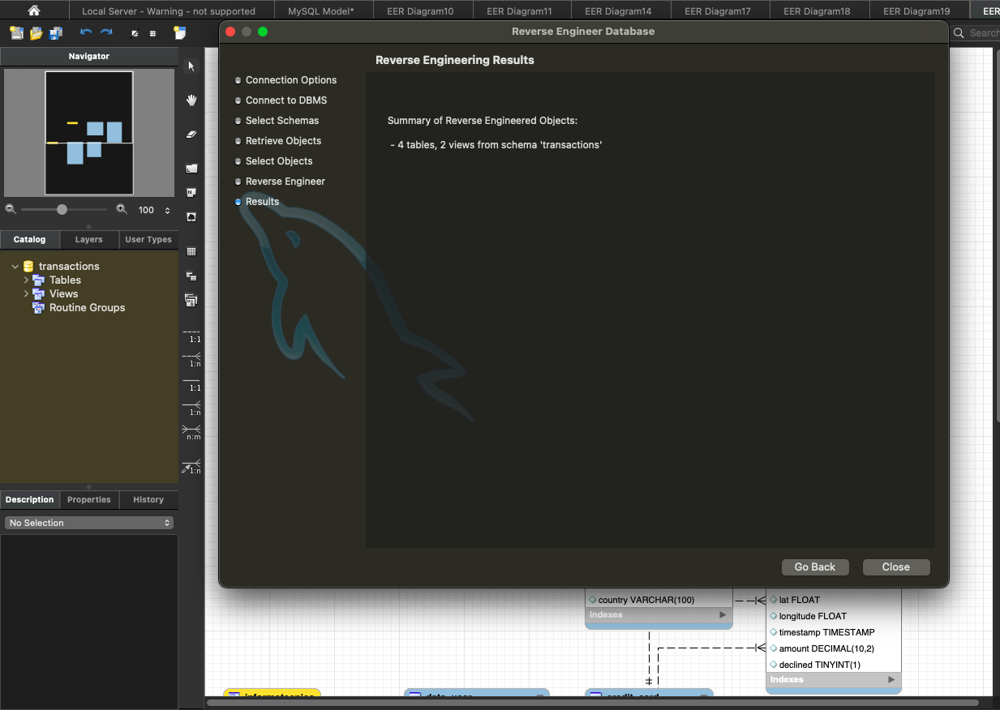 Local Server - Warning - not supported
MySQL Model*
EER Diagram10
EER Diagram11
EER Diagram14
EER Diagram17
EER Diagram18
EER Diagram19
EER
Search
Reverse Engineer Database
Navigator
100
Catalog
Layers
User Types
transactions
Tables
Views
Routine Groups
Description
Properties
History
No Selection
1:1
1:n
1:1
1:n
n:m
1:n
Connection Options
Connect to DBMS
Select Schemas
Retrieve Objects
Select Objects
Reverse Engineer
Results
Reverse Engineering Results
Summary of Reverse Engineered Objects:
- 4 tables, 2 views from schema 'transactions'
Go Back
Close
country VARCHAR(100)
Indexes
lat FLOAT
longitude FLOAT
timestamp TIMESTAMP
amount DECIMAL(10,2)
declined TINYINT(1)
Indexes
credit_card